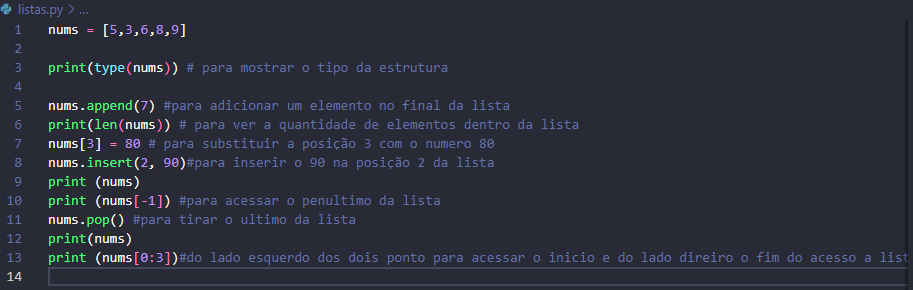 listas.py > ...
1 nums = [5,3,6,8,9]
2
3 print(type(nums)) # para mostrar o tipo da estrutura
4
5 nums.append(7) #para adicionar um elemento no final da lista
6 print(len(nums)) # para ver a quantidade de elementos dentro da lista
7 nums[3] = 80 # para substituir a posição 3 com o numero 80
8 nums.insert(2, 90)#para inserir o 90 na posição 2 da lista
9 print (nums)
10 print (nums[-1]) #para acessar o penultimo da lista
11 nums.pop() #para tirar o ultimo da lista
12 print(nums)
13 print (nums[0:3])#do lado esquerdo dos dois ponto para acessar o inicio e do lado direiro o fim do acesso a list
14